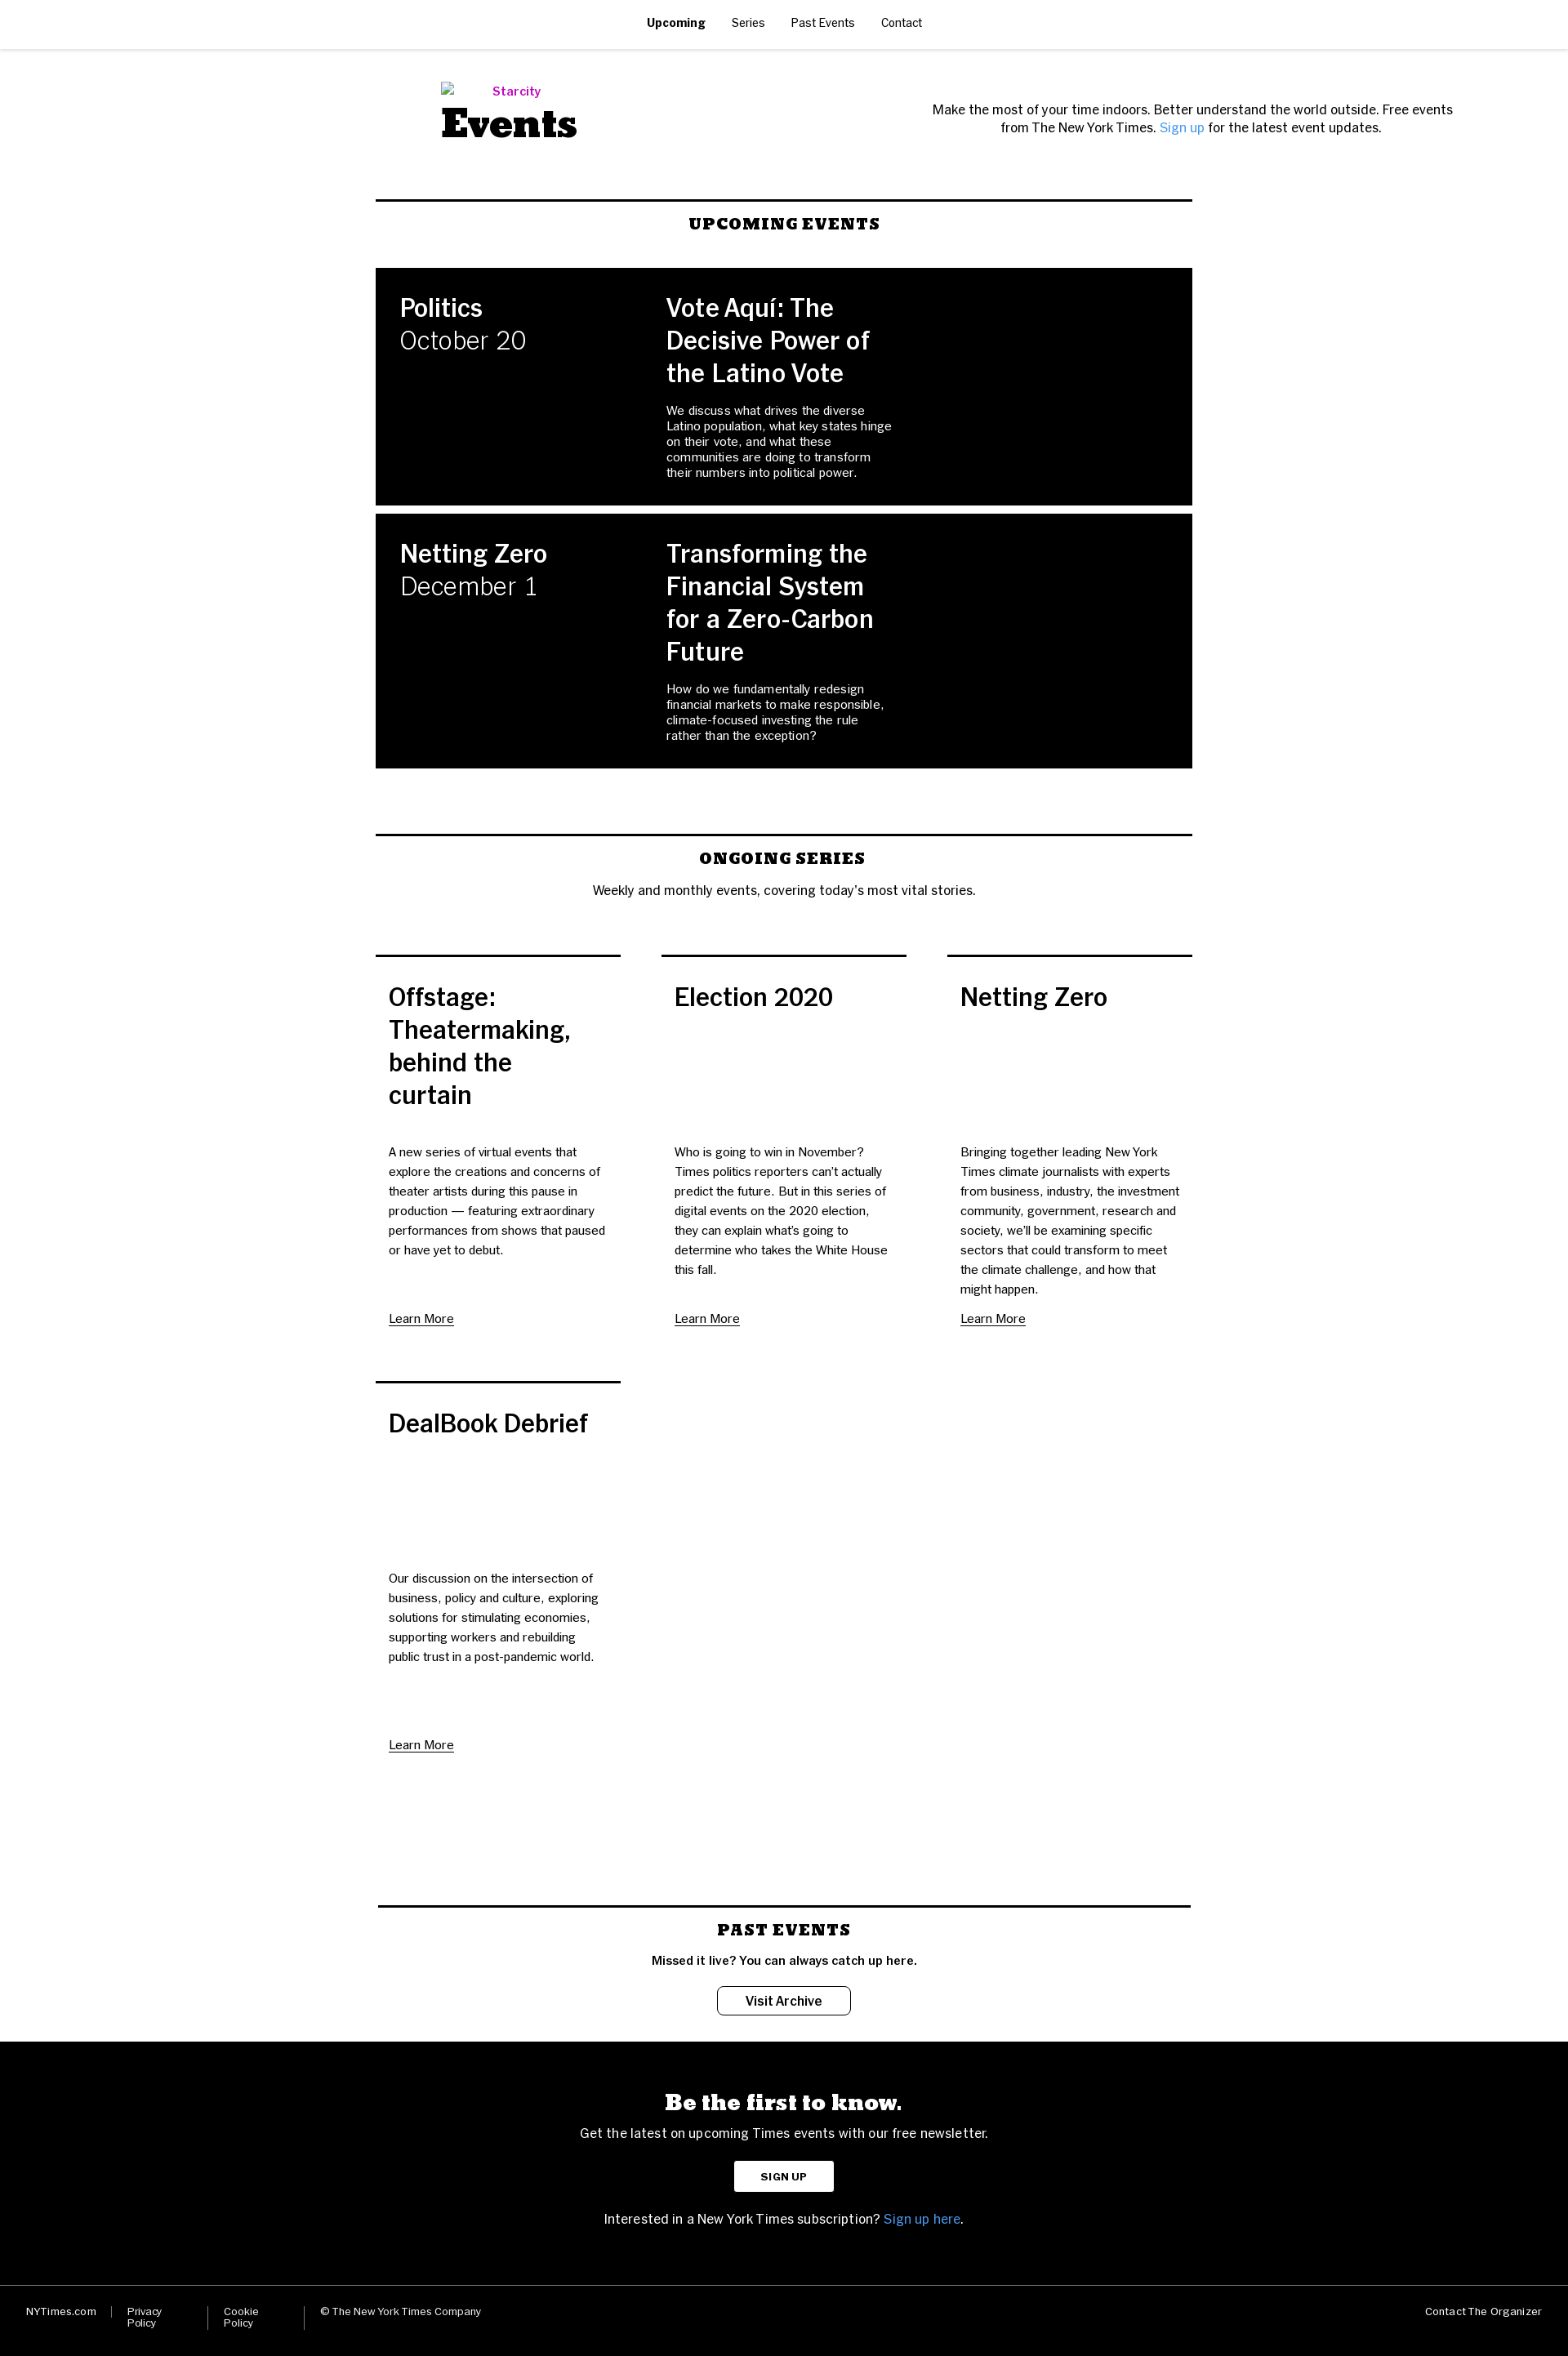 Upcoming Series Past Events Contact
Starcity
Events
Make the most of your time indoors. Better understand the world outside. Free events
from The New York Times. Sign up for the latest event updates.
UPCOMING EVENTS
Politics
October 20
Vote Aquí: The
Decisive Power of
the Latino Vote
We discuss what drives the diverse
Latino population, what key states hinge
on their vote, and what these
communities are doing to transform
their numbers into political power.
Netting Zero
December 1
Transforming the
Financial System
for a Zero-Carbon
Future
How do we fundamentally redesign
financial markets to make responsible,
climate-focused investing the rule
rather than the exception?
ONGOING SERIES
Weekly and monthly events, covering today's most vital stories.
Offstage:
Theatermaking,
behind the
curtain
A new series of virtual events that
explore the creations and concerns of
theater artists during this pause in
production — featuring extraordinary
performances from shows that paused
or have yet to debut.
Learn More
Election 2020
Who is going to win in November?
Times politics reporters can’t actually
predict the future. But in this series of
digital events on the 2020 election,
they can explain what’s going to
determine who takes the White House
this fall.
Learn More
Netting Zero
Bringing together leading New York
Times climate journalists with experts
from business, industry, the investment
community, government, research and
society, we’ll be examining specific
sectors that could transform to meet
the climate challenge, and how that
might happen.
Learn More
DealBook Debrief
Our discussion on the intersection of
business, policy and culture, exploring
solutions for stimulating economies,
supporting workers and rebuilding
public trust in a post-pandemic world.
Learn More
PAST EVENTS
Missed it live? You can always catch up here.
Visit Archive
Be the first to know.
Get the latest on upcoming Times events with our free newsletter.
SIGN UP
Interested in a New York Times subscription? Sign up here.
NYTimes.com
Privacy
Policy
Cookie
Policy
© The New York Times Company
Contact The Organizer